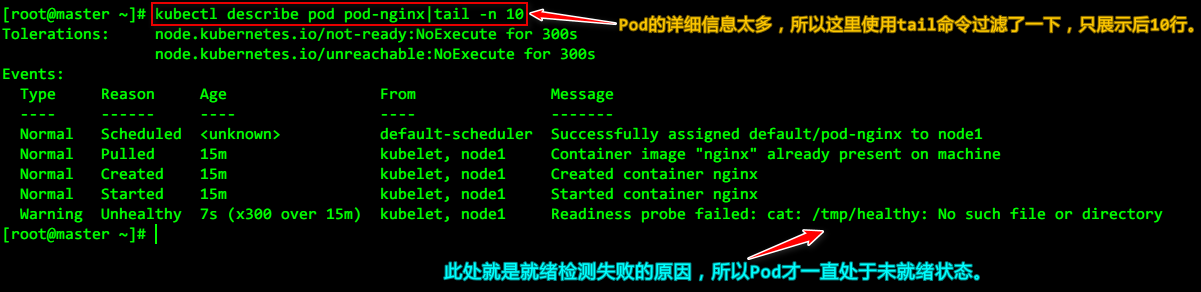 [root@master ~]# kubectl describe pod pod-nginx|tail -n 10
Pod的详细信息太多，所以这里使用tail命令过滤了一下，只展示后10行。
Tolerations:     node.kubernetes.io/not-ready:NoExecute for 300s
                 node.kubernetes.io/unreachable:NoExecute for 300s
Events:
  Type     Reason     Age                  From               Message
  ----     ------     ----                 ----               -------
  Normal   Scheduled  <unknown>            default-scheduler  Successfully assigned default/pod-nginx to node1
  Normal   Pulled     15m                  kubelet, node1     Container image "nginx" already present on machine
  Normal   Created    15m                  kubelet, node1     Created container nginx
  Normal   Started    15m                  kubelet, node1     Started container nginx
  Warning  Unhealthy  7s (x300 over 15m)   kubelet, node1     Readiness probe failed: cat: /tmp/healthy: No such file or directory
[root@master ~]#
此处就是就绪检测失败的原因，所以Pod才一直处于未就绪状态。